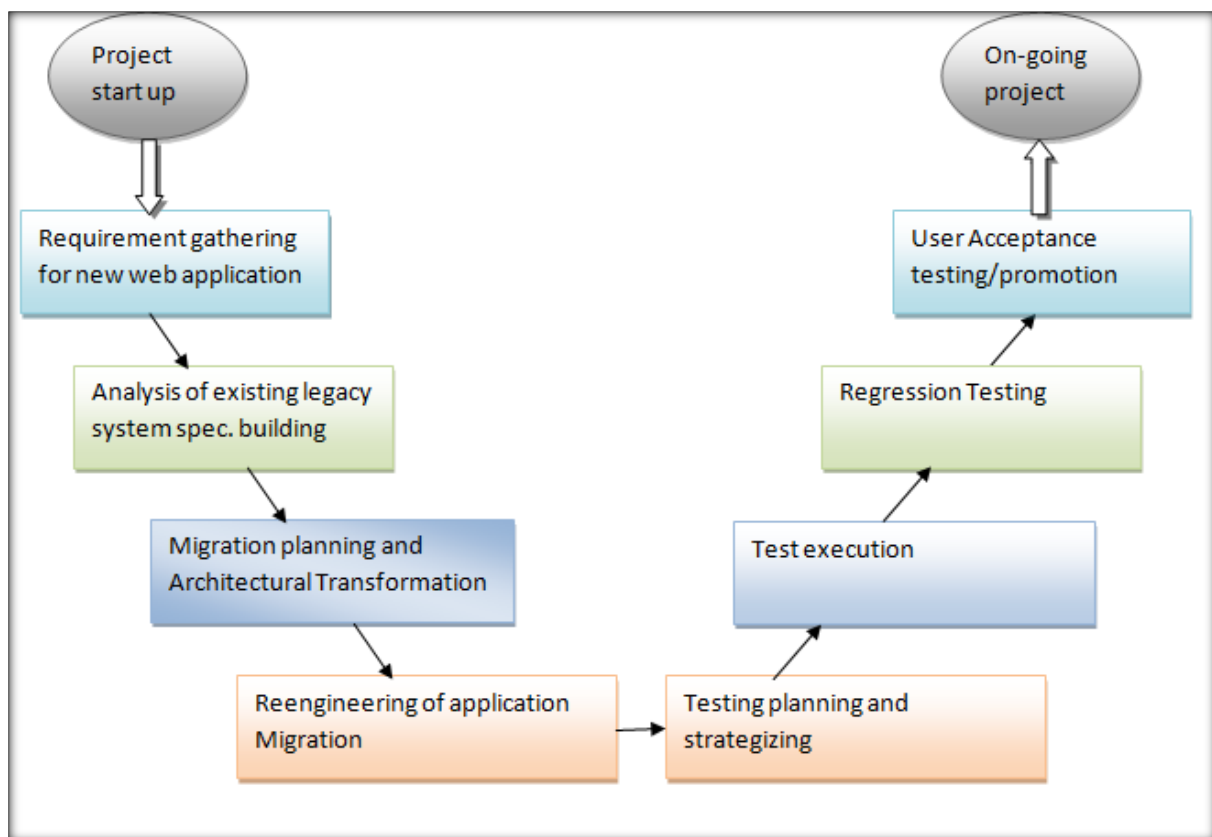 Project
start up
Requirement gathering
for new web application
Analysis of existing legacy
system spec. building
Migration planning and
Architectural Transformation
Reengineering of application
Migration
Testing planning and
strategizing
Test execution
Regression Testing
User Acceptance
testing/promotion
On-going
project